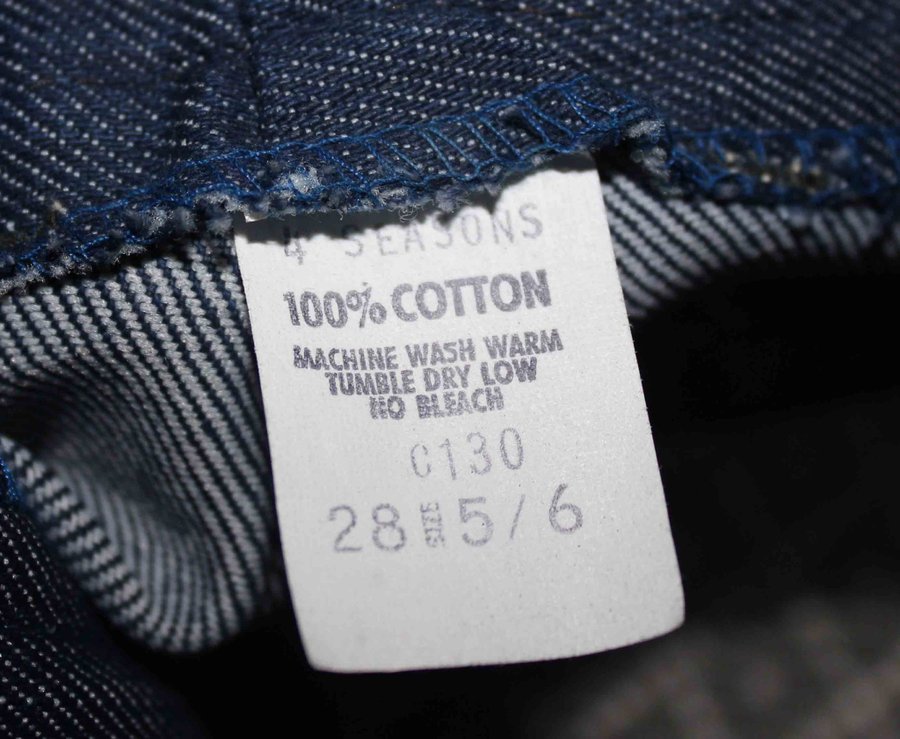 4 SEASONS
100% COTTON
MACHINE WASH WARM
TUMBLE DRY LOW
NO BLEACH
C130
28 SIZE 5/6